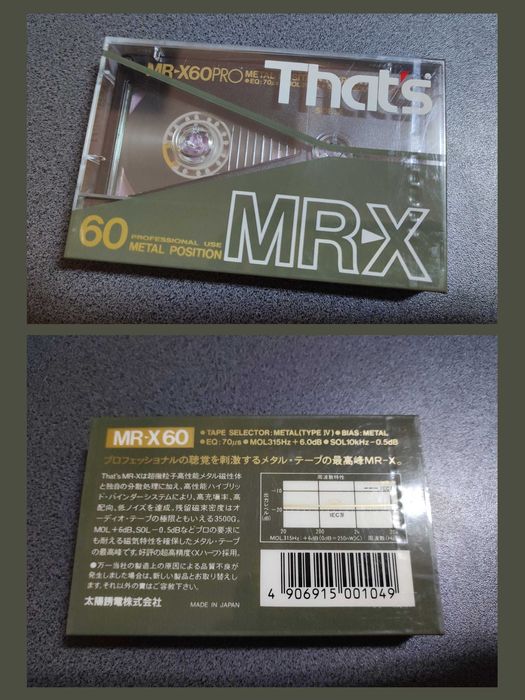 MR-X60PRO
That's
60
PROFESSIONAL USE
METAL POSITION
MR-X
MR-X60
● TAPE SELECTOR: METAL(TYPE IV) ● BIAS: METAL
● EQ: 70μs ● MOL315Hz + 6.0dB ● SOL10kHz - 0.5dB
プロフェッショナルの聴覚を刺激するメタル・テープの最高峰MR-X。
That's MR-Xは超微粒子高性能メタル磁性体
と独自の分散処理に加え、高性能ハイブリッ
ド・バインダーシステムにより、高充填率、高
配向、低ノイズを達成。残留磁束密度はオ
ーディオ・テープの極限ともいえる3500G。
MOL+6dB、SOL-0.5dBなどプロの要求に
も耐える磁気特性を確保したメタル・テープ
の最高峰です。好評の超高精度OXハーフ採用。
●万一当社の製造上の原因による品質不良が
発生しました場合は、新しい製品とお取り替えし
ます。それ以外の責はご容赦下さい。
太陽誘電株式会社
MADE IN JAPAN
周波数特性
-10
-20
IEC
20
4 906915 001049